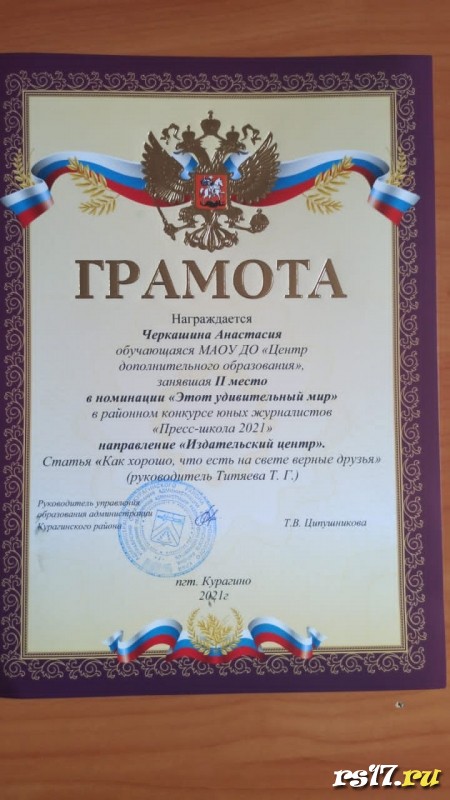 ГРАМОТА
Награждается
Черкашина Анастасия
обучающаяся МАОУ ДО «Центр
дополнительного образования»,
занявшая II место
в номинации «Этот удивительный мир»
в районном конкурсе юных журналистов
«Пресс-школа 2021»
направление «Издательский центр».
Статья «Как хорошо, что есть на свете верные друзья»
(руководитель Титяева Т. Г.)
Руководитель управления
образования администрации
Курагинского района
Т.В. Ципушникова
пгт. Курагино
2021г
rs17.ru